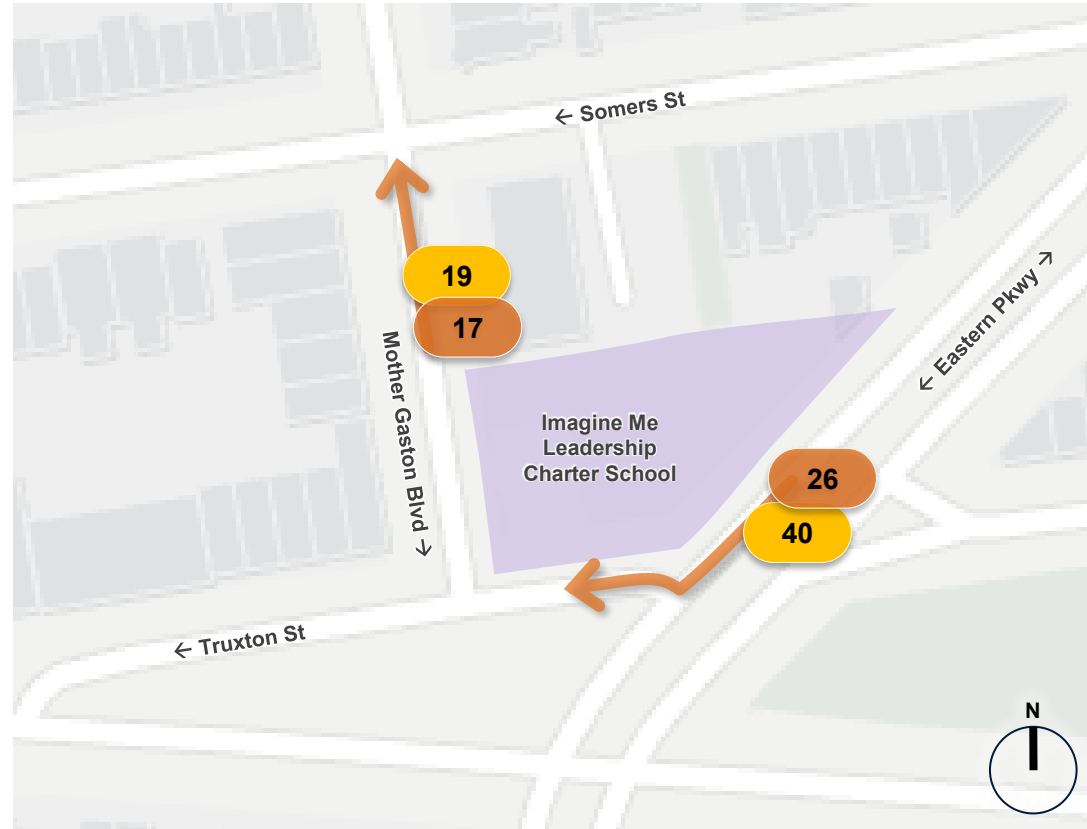 ← Somers St
19
17
Mother Gaston Blvd →
← Eastern Pkwy →
Imagine Me
Leadership
Charter School
26
40
← Truxton St
N